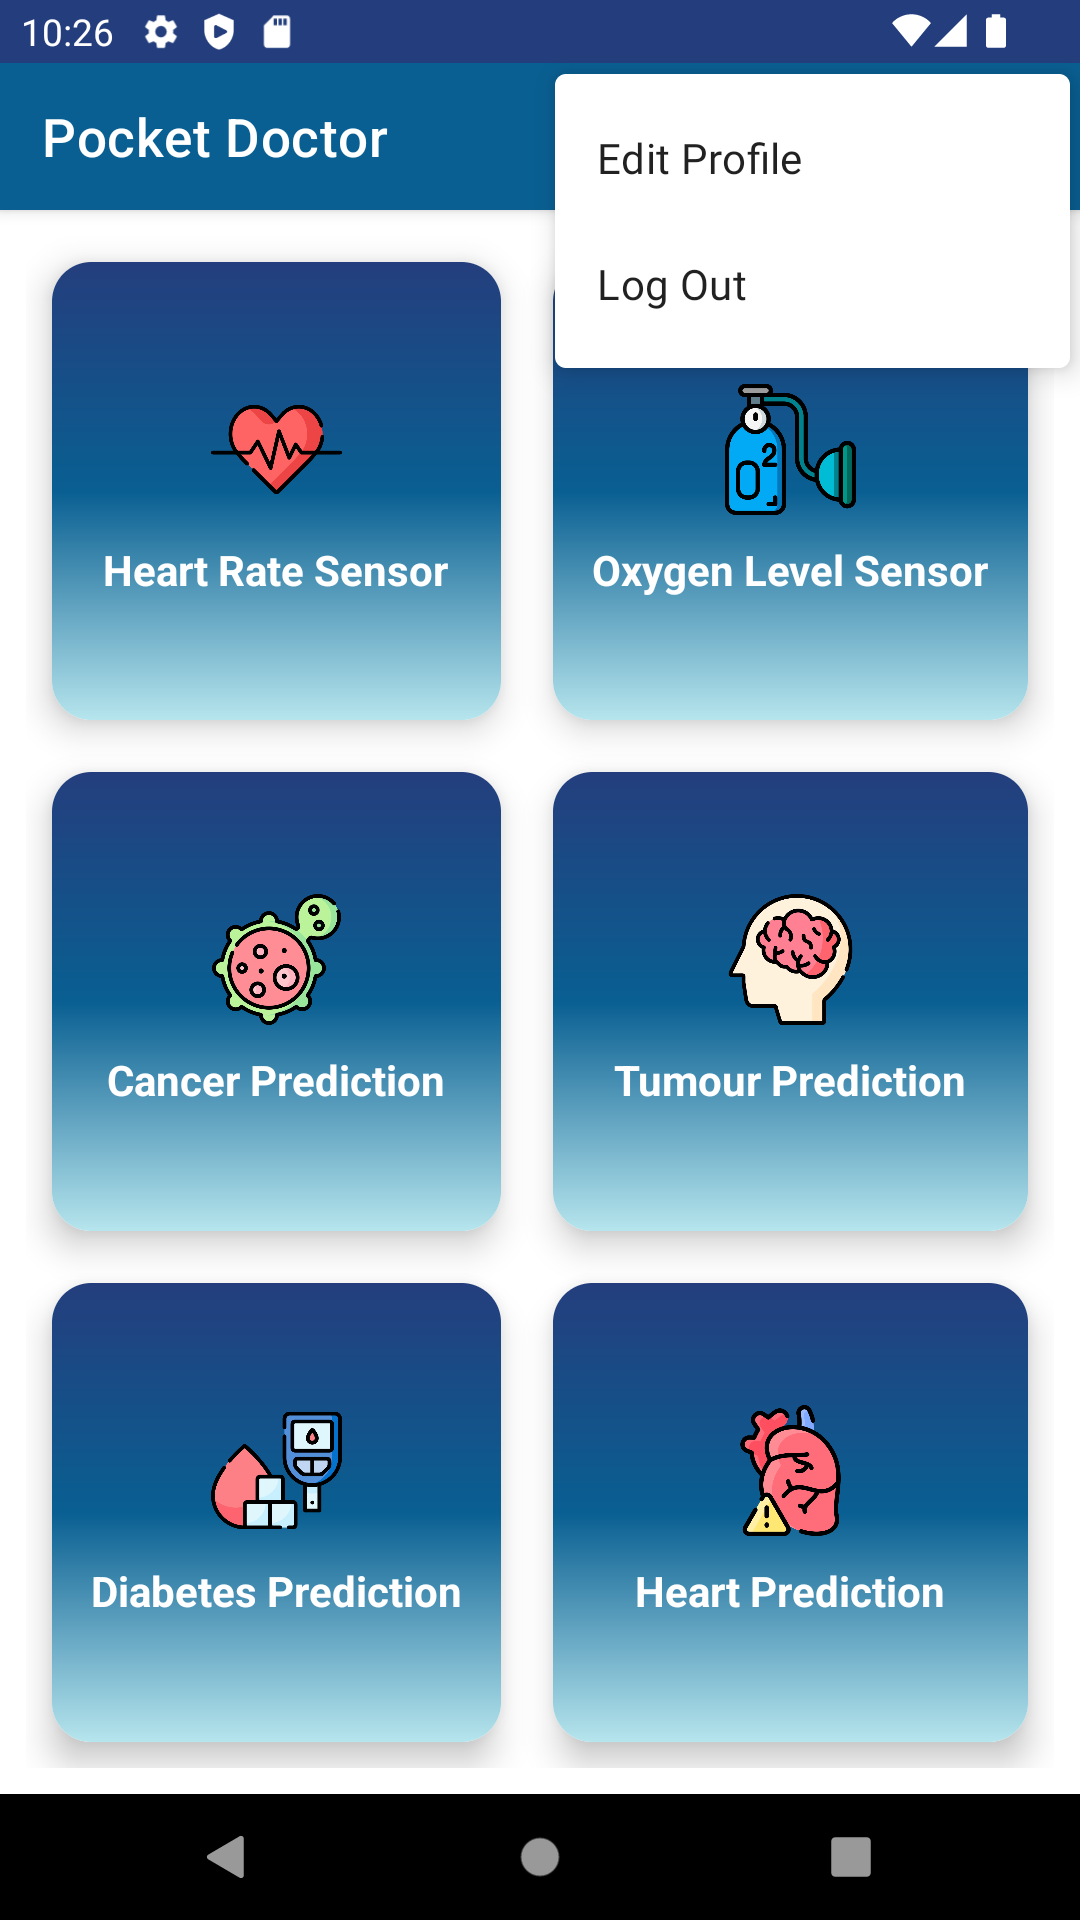 10:26
Pocket Doctor
Edit Profile
Log Out
Heart Rate Sensor
O2
Oxygen Level Sensor
Cancer Prediction
Tumour Prediction
Diabetes Prediction
Heart Prediction